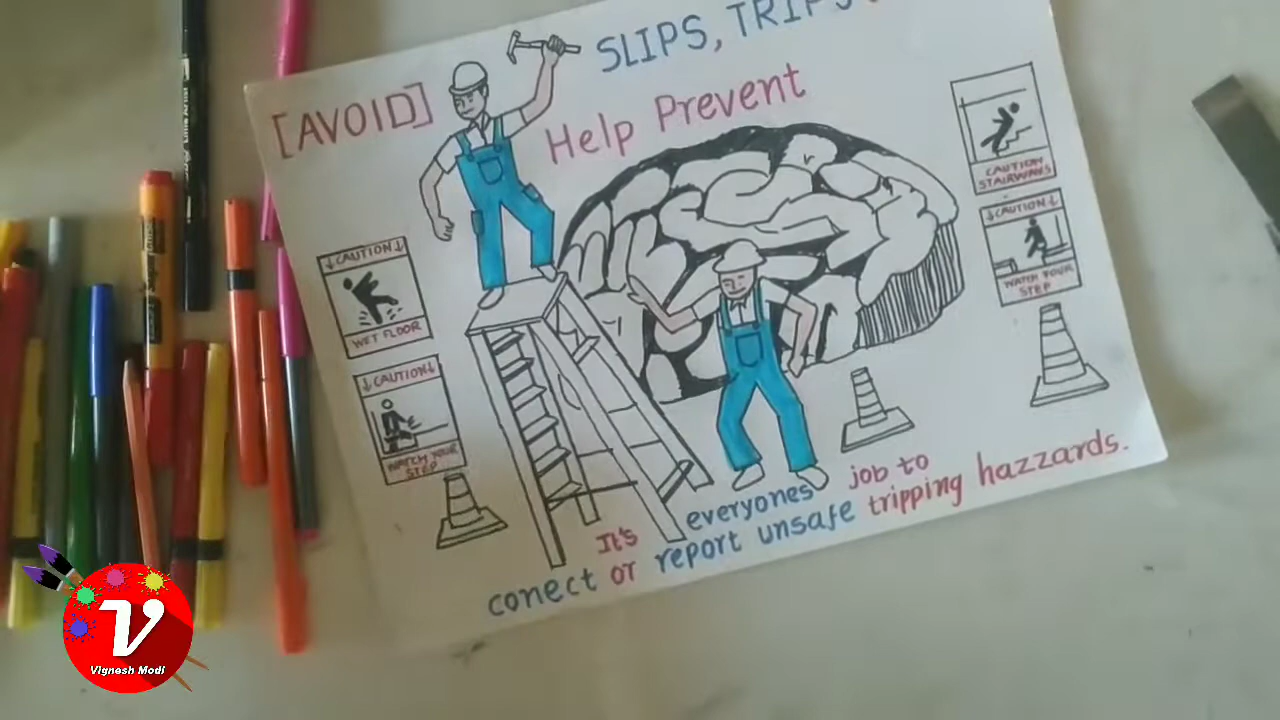 SLIPS, TRIPS
[AVOID]
Help Prevent
CAUTION
STAIRWAYS
↓CAUTION↓
WET FLOOR
↓CAUTION↓
WATCH YOUR
STEP
↓CAUTION↓
WATCH YOUR
STEP
It's everyones job to
conect or report unsafe tripping hazzards.
V
Vignesh Modi